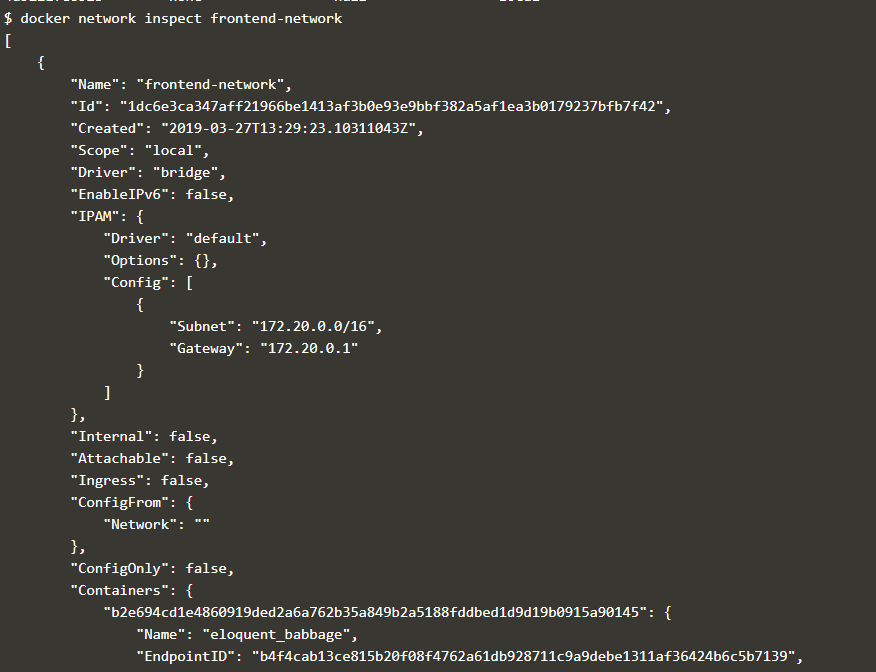 $ docker network inspect frontend-network
[
    {
        "Name": "frontend-network",
        "Id": "1dc6e3ca347aff21966be1413af3b0e93e9bbf382a5af1ea3b0179237bfb7f42",
        "Created": "2019-03-27T13:29:23.10311043Z",
        "Scope": "local",
        "Driver": "bridge",
        "EnableIPv6": false,
        "IPAM": {
            "Driver": "default",
            "Options": {},
            "Config": [
                {
                    "Subnet": "172.20.0.0/16",
                    "Gateway": "172.20.0.1"
                }
            ]
        },
        "Internal": false,
        "Attachable": false,
        "Ingress": false,
        "ConfigFrom": {
            "Network": ""
        },
        "ConfigOnly": false,
        "Containers": {
            "b2e694cd1e4860919ded2a6a762b35a849b2a5188fddbed1d9d19b0915a90145": {
                "Name": "eloquent_babbage",
                "EndpointID": "b4f4cab13ce815b20f08f4762a61db928711c9a9debe1311af36424b6c5b7139",